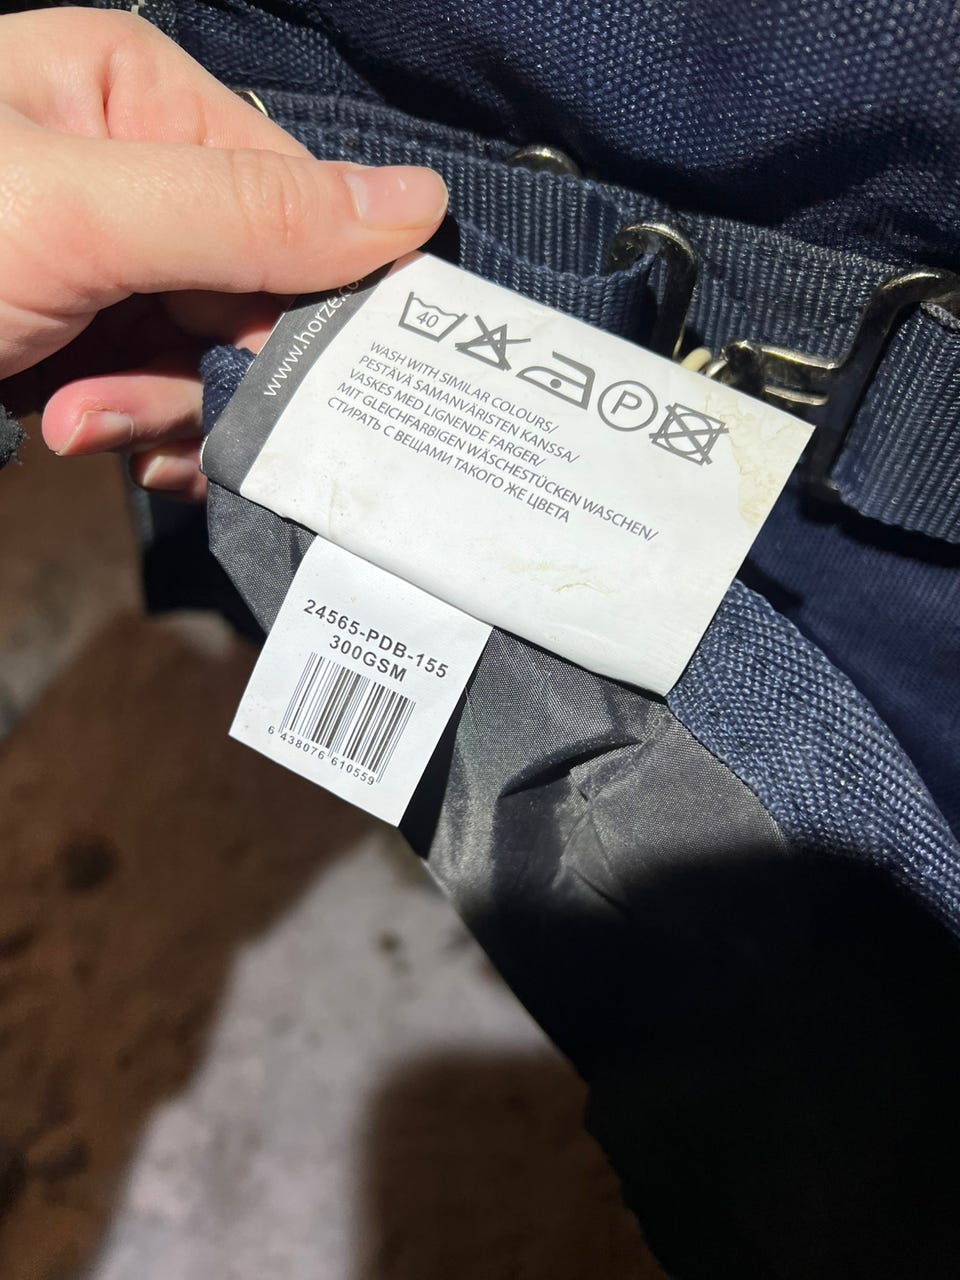 www.horze.co
40
P
WASH WITH SIMILAR COLOURS/
PESTÄVÄ SAMANVÄRISTEN KANSSA/
VASKES MED LIGNENDE FARGER/
MIT GLEICHFARBIGEN WÄSCHESTÜCKEN WASCHEN/
СТИРАТЬ С ВЕЩАМИ ТАКОГО ЖЕ ЦВЕТА
24565-PDB-155
300GSM
6 438076 610559